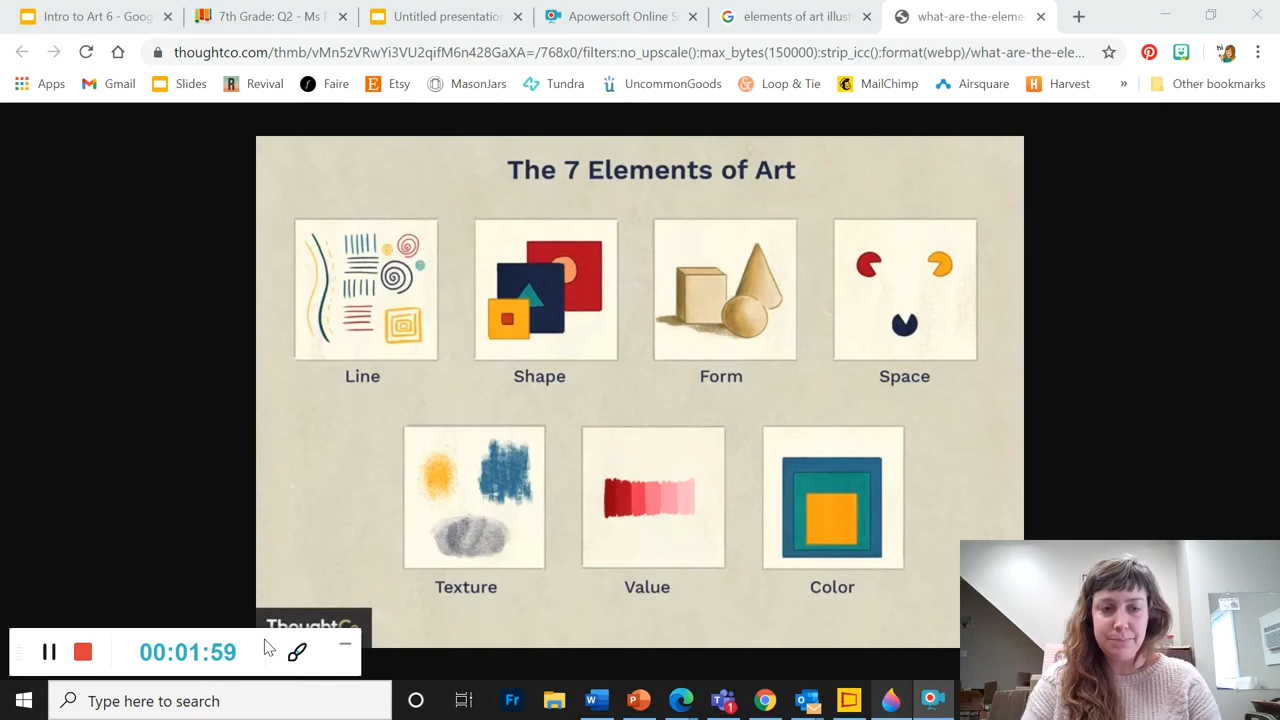 Intro to Art 6 - Goog
7th Grade: Q2 - Ms F
Untitled presentation
Apowersoft Online S
elements of art illust
what-are-the-eleme
thoughtco.com/thmb/vMn5zVRwYi3VU2qifM6n428GaXA=/768x0/filters:no_upscale():max_bytes(150000):strip_icc():format(webp)/what-are-the-ele...
Apps Gmail Slides Revival Faire Etsy MasonJars Tundra UncommonGoods Loop & Tie MailChimp Airsquare Harvest » Other bookmarks
The 7 Elements of Art
Line Shape Form Space
Texture Value Color
ThoughtCo
00:01:59
Type here to search
Fr